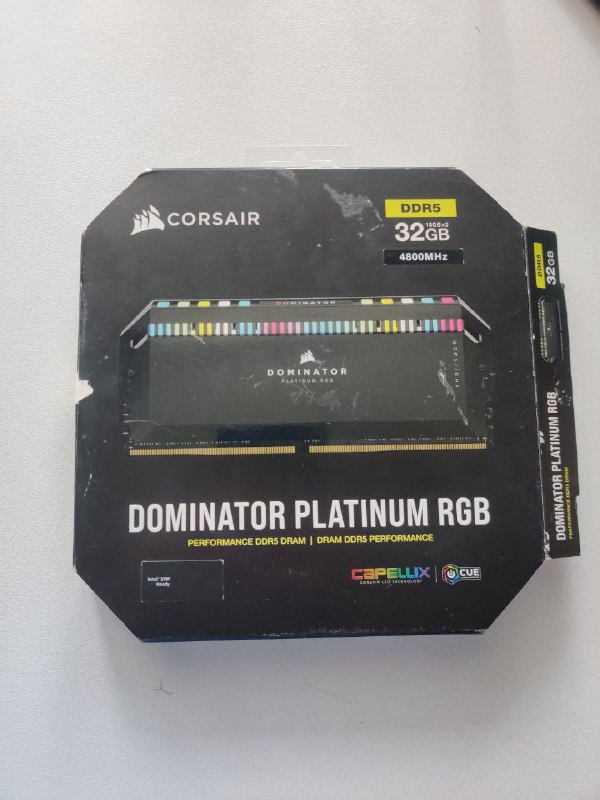 CORSAIR
DDR5
32GB
16GBx2
4800MHz
DOMINATOR
DOMINATOR
PLATINUM RGB
DOMINATOR PLATINUM RGB
PERFORMANCE DDR5 DRAM | DRAM DDR5 PERFORMANCE
Intel® XMP
Ready
CAPELLIX
CORSAIR LED TECHNOLOGY
iCUE
DDR5
32GB
DOMINATOR PLATINUM RGB
PERFORMANCE DDR5 DRAM